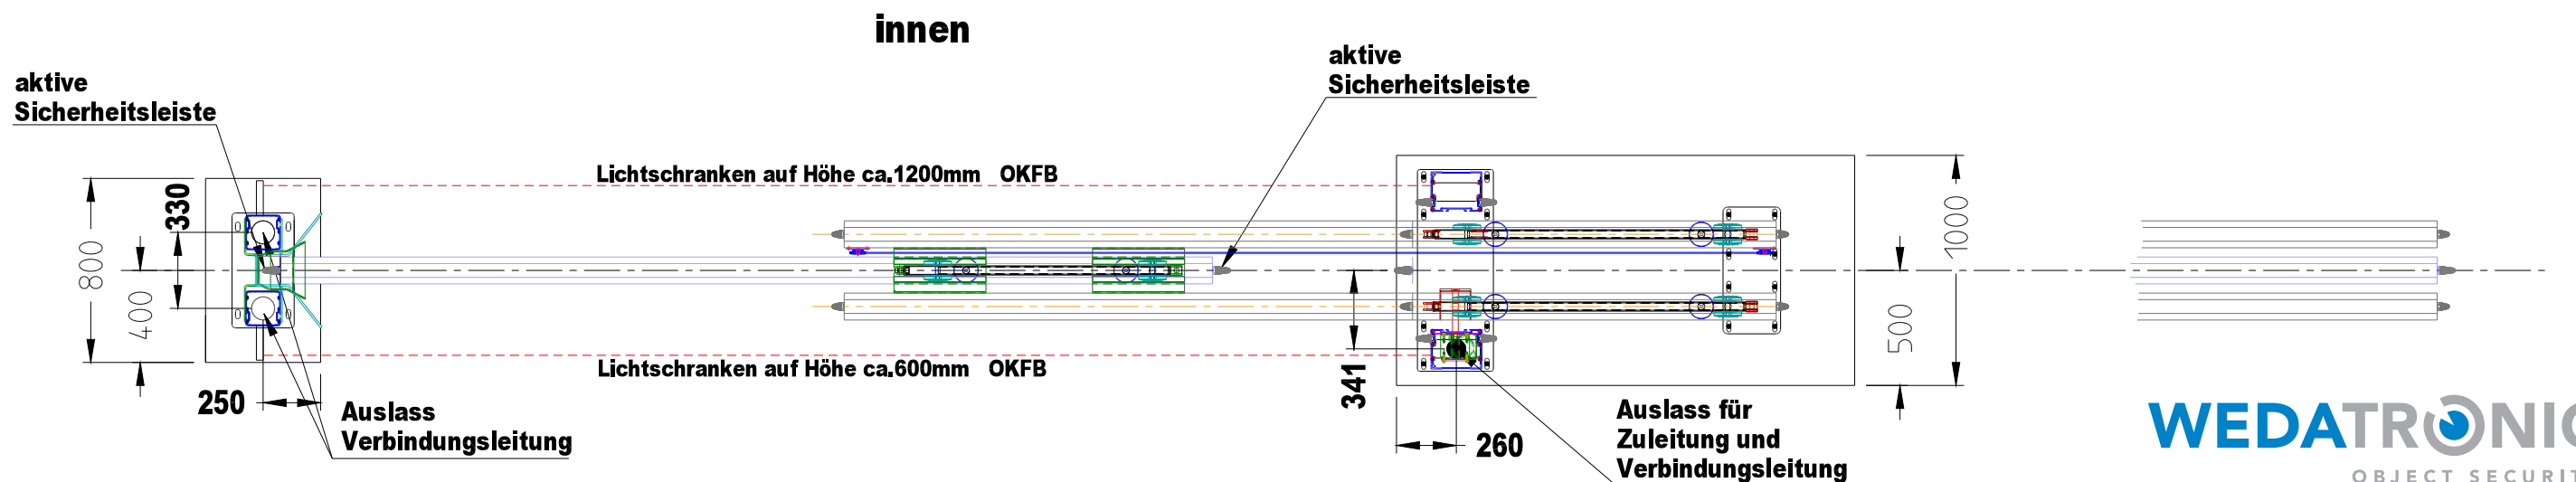 innen
aktive
Sicherheitsleiste
aktive
Sicherheitsleiste
Lichtschranken auf Höhe ca.1200mm OKFB
330
800
400
1000
500
341
Lichtschranken auf Höhe ca.600mm OKFB
250
Auslass
Verbindungsleitung
260
Auslass für
Zuleitung und
Verbindungsleitung
WEDATRONIC
OBJECT SECURIT